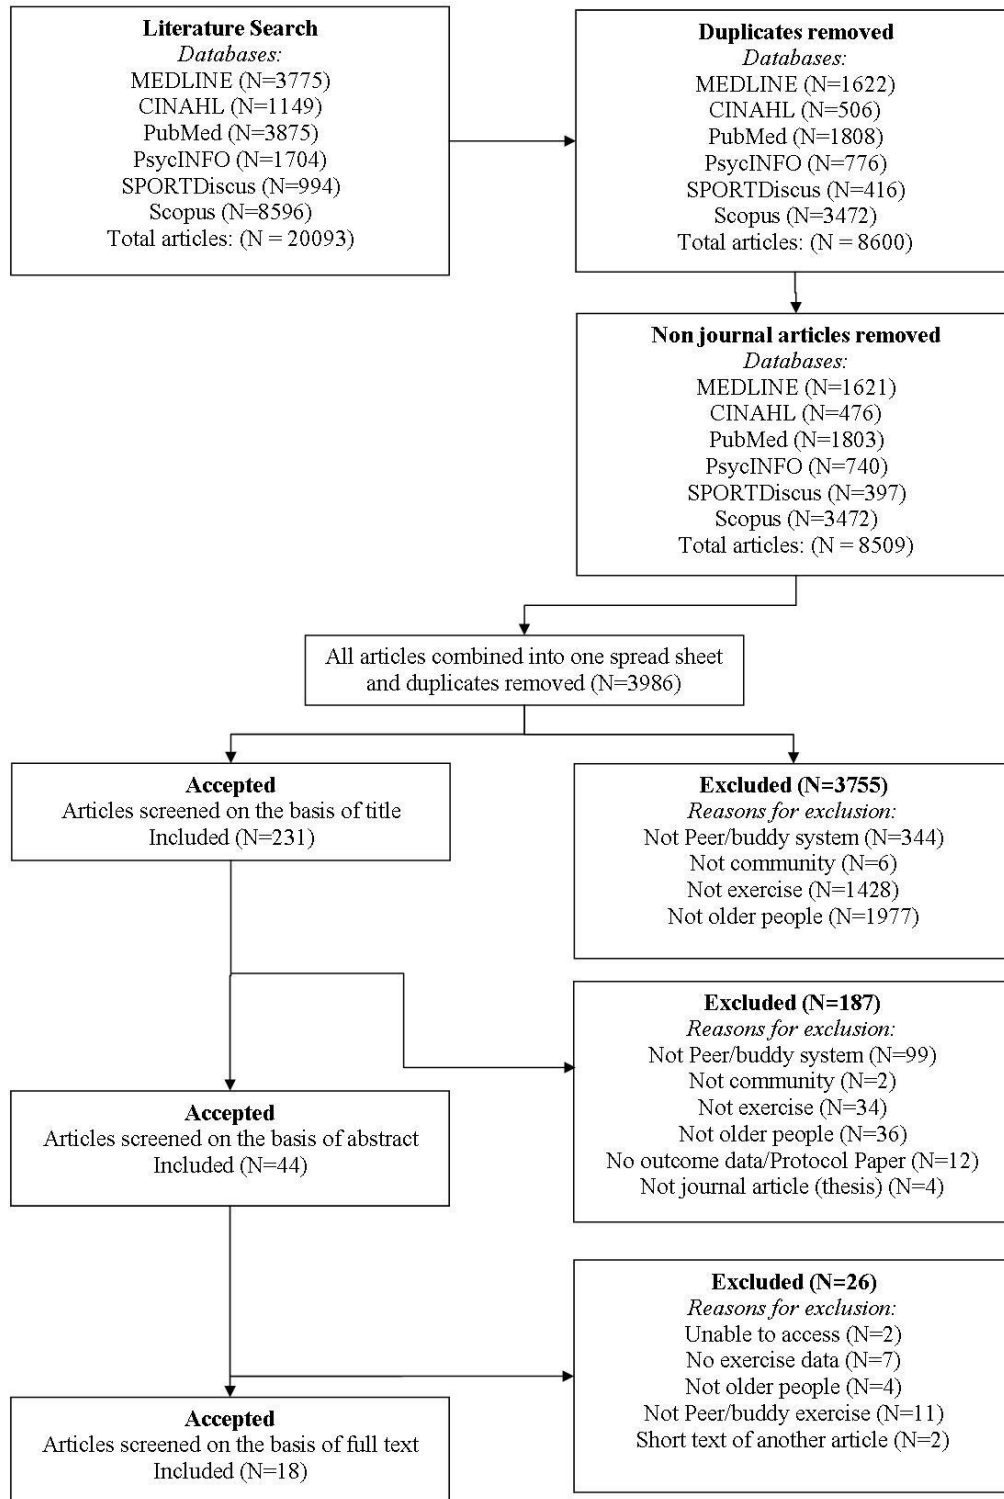 Literature Search
Databases:
MEDLINE (N=3775)
CINAHL (N=1149)
PubMed (N=3875)
PsycINFO (N=1704)
SPORTDiscus (N=994)
Scopus (N=8596)
Total articles: (N = 20093)
Duplicates removed
Databases:
MEDLINE (N=1622)
CINAHL (N=506)
PubMed (N=1808)
PsycINFO (N=776)
SPORTDiscus (N=416)
Scopus (N=3472)
Total articles: (N = 8600)
Non journal articles removed
Databases:
MEDLINE (N=1621)
CINAHL (N=476)
PubMed (N=1803)
PsycINFO (N=740)
SPORTDiscus (N=397)
Scopus (N=3472)
Total articles: (N = 8509)
All articles combined into one spread sheet
and duplicates removed (N=3986)
Accepted
Articles screened on the basis of title
Included (N=231)
Excluded (N=3755)
Reasons for exclusion:
Not Peer/buddy system (N=344)
Not community (N=6)
Not exercise (N=1428)
Not older people (N=1977)
Excluded (N=187)
Reasons for exclusion:
Not Peer/buddy system (N=99)
Not community (N=2)
Not exercise (N=34)
Not older people (N=36)
No outcome data/Protocol Paper (N=12)
Not journal article (thesis) (N=4)
Accepted
Articles screened on the basis of abstract
Included (N=44)
Excluded (N=26)
Reasons for exclusion:
Unable to access (N=2)
No exercise data (N=7)
Not older people (N=4)
Not Peer/buddy exercise (N=11)
Short text of another article (N=2)
Accepted
Articles screened on the basis of full text
Included (N=18)